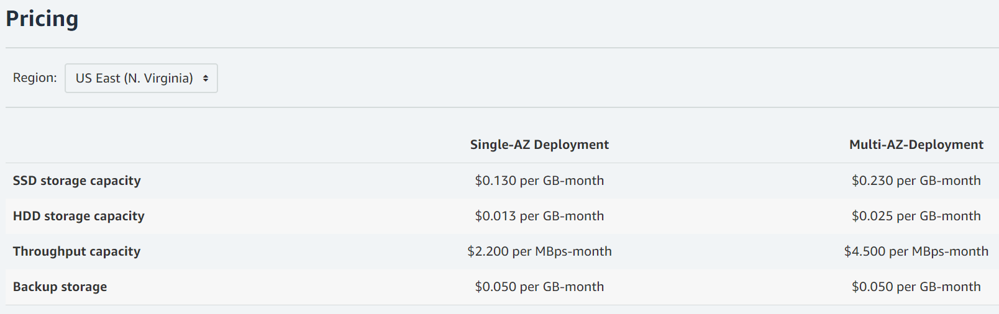 Pricing
Region: US East (N. Virginia)
Single-AZ Deployment Multi-AZ-Deployment
SSD storage capacity $0.130 per GB-month $0.230 per GB-month
HDD storage capacity $0.013 per GB-month $0.025 per GB-month
Throughput capacity $2.200 per MBps-month $4.500 per MBps-month
Backup storage $0.050 per GB-month $0.050 per GB-month